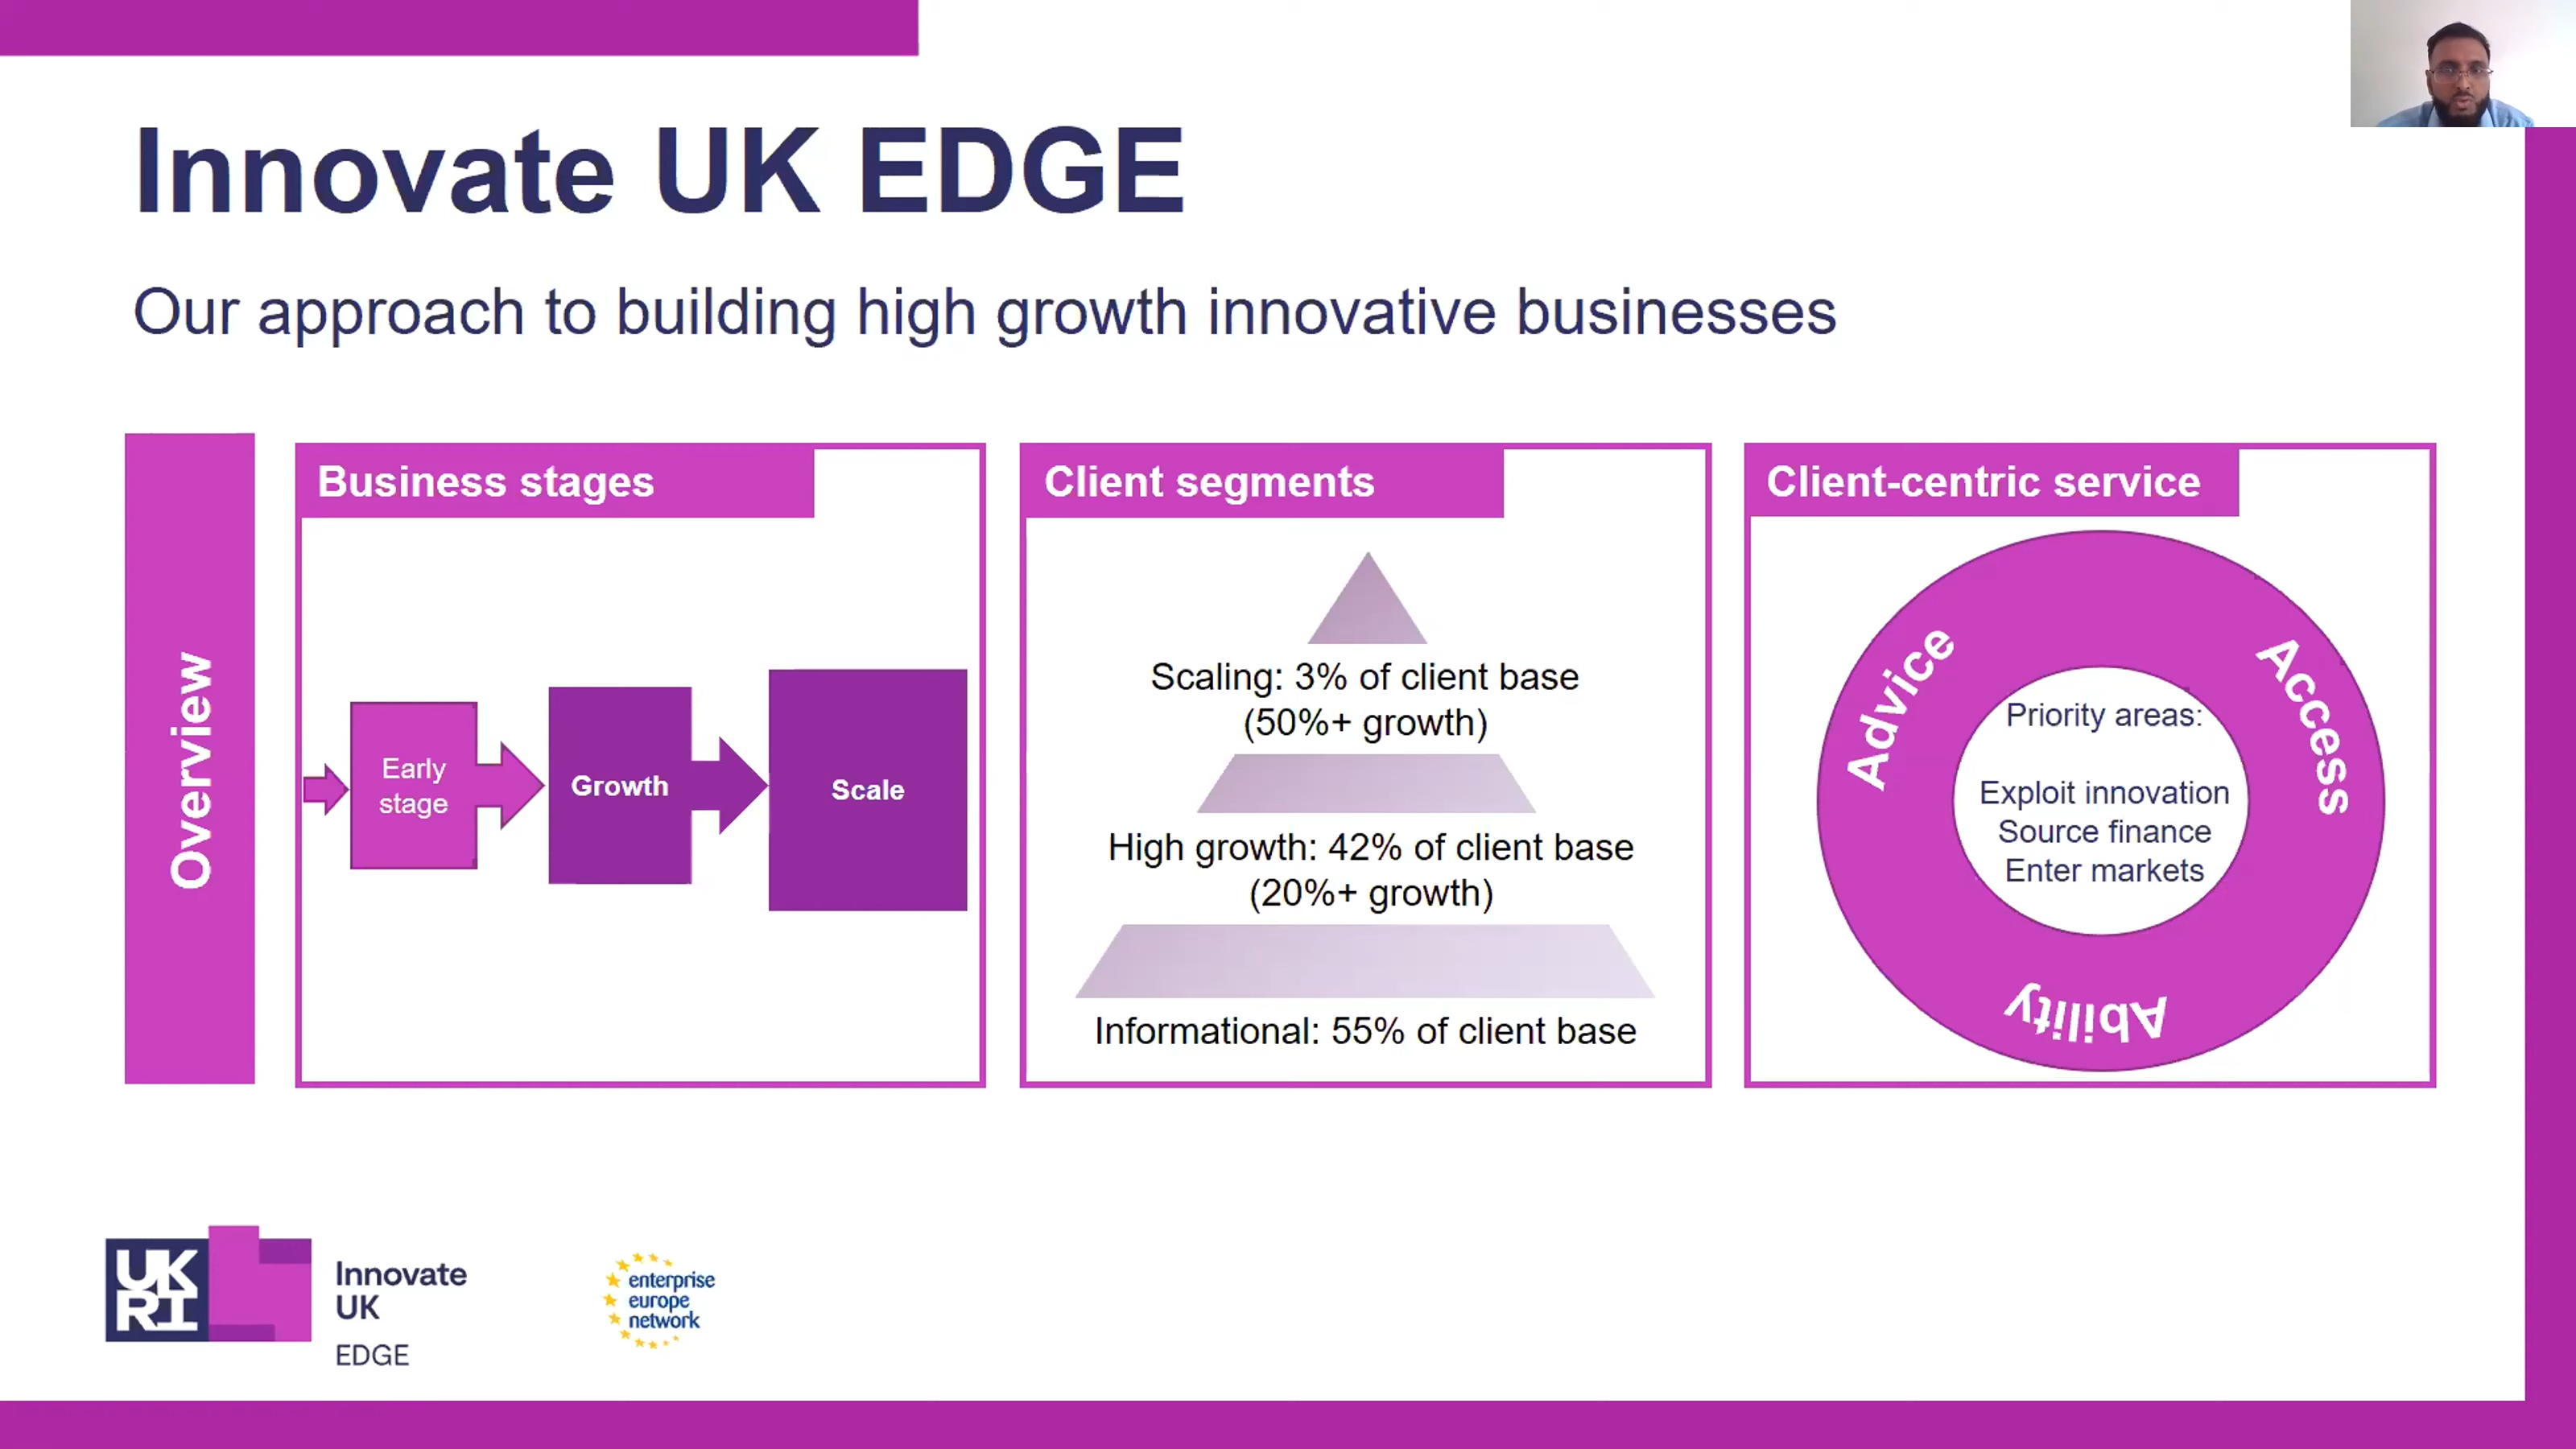 Innovate UK EDGE
Our approach to building high growth innovative businesses
Overview
Business stages
Early
stage
Growth
Scale
Client segments
Scaling: 3% of client base
(50%+ growth)
High growth: 42% of client base
(20%+ growth)
Informational: 55% of client base
Client-centric service
Advice
Access
Ability
Priority areas:
Exploit innovation
Source finance
Enter markets
UK
RI
Innovate
UK
EDGE
enterprise
europe
network